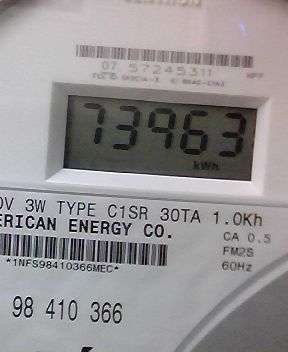 07 57245311 HPP
73963
kWh
0V 3W TYPE C1SR 30TA 1.0Kh
ERICAN ENERGY CO.
CA 0.5
FM2S
*1NFS98410366MEC*
60Hz
98 410 366